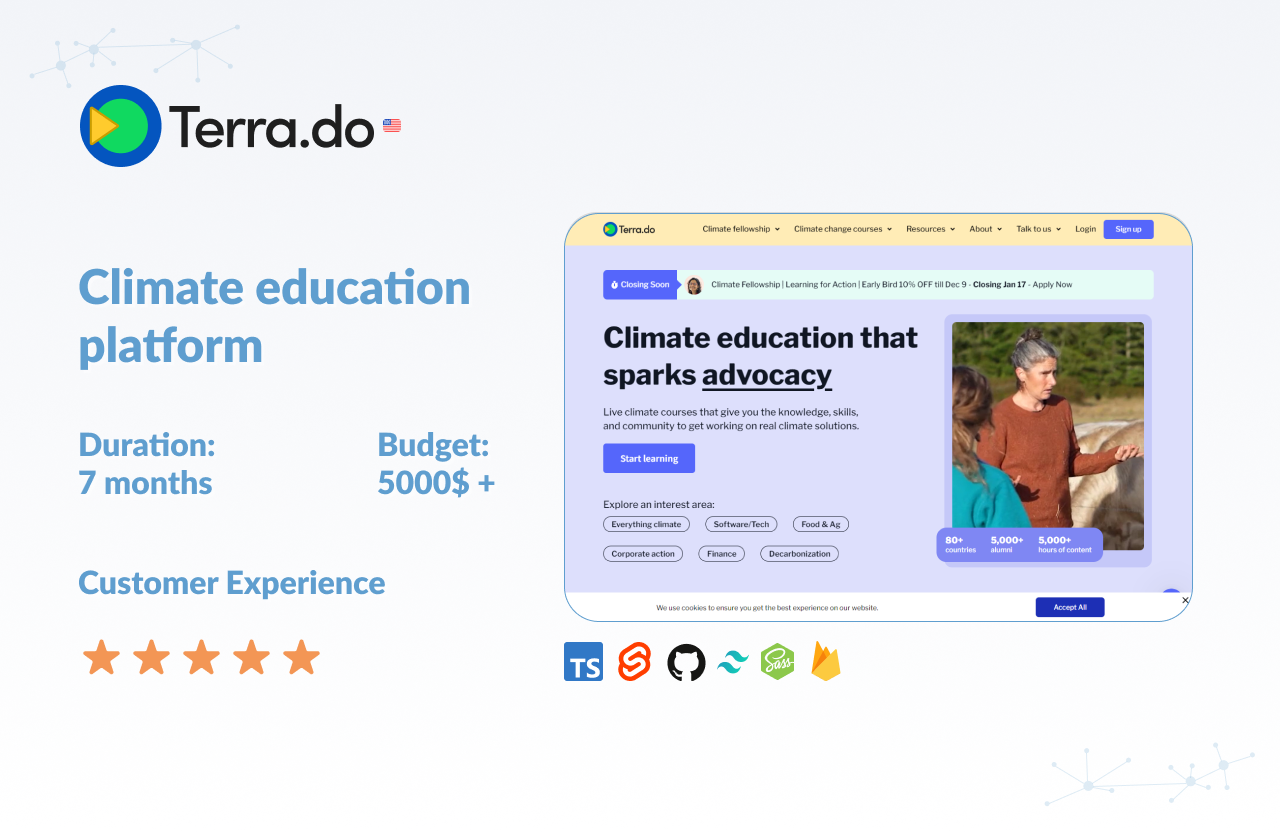 Terra.do
Climate education
platform
Duration:
7 months
Budget:
5000$ +
Customer Experience
Terra.do
Climate fellowship
Climate change courses
Resources
About
Talk to us
Login
Sign up
Closing Soon
Climate Fellowship | Learning for Action | Early Bird 10% OFF till Dec 9 - Closing Jan 17 - Apply Now
Climate education that
sparks advocacy
Live climate courses that give you the knowledge, skills,
and community to get working on real climate solutions.
Start learning
Explore an interest area:
Everything climate
Software/Tech
Food & Ag
Corporate action
Finance
Decarbonization
80+
countries
5,000+
alumni
5,000+
hours of content
We use cookies to ensure you get the best experience on our website.
Accept All
TS
Sass